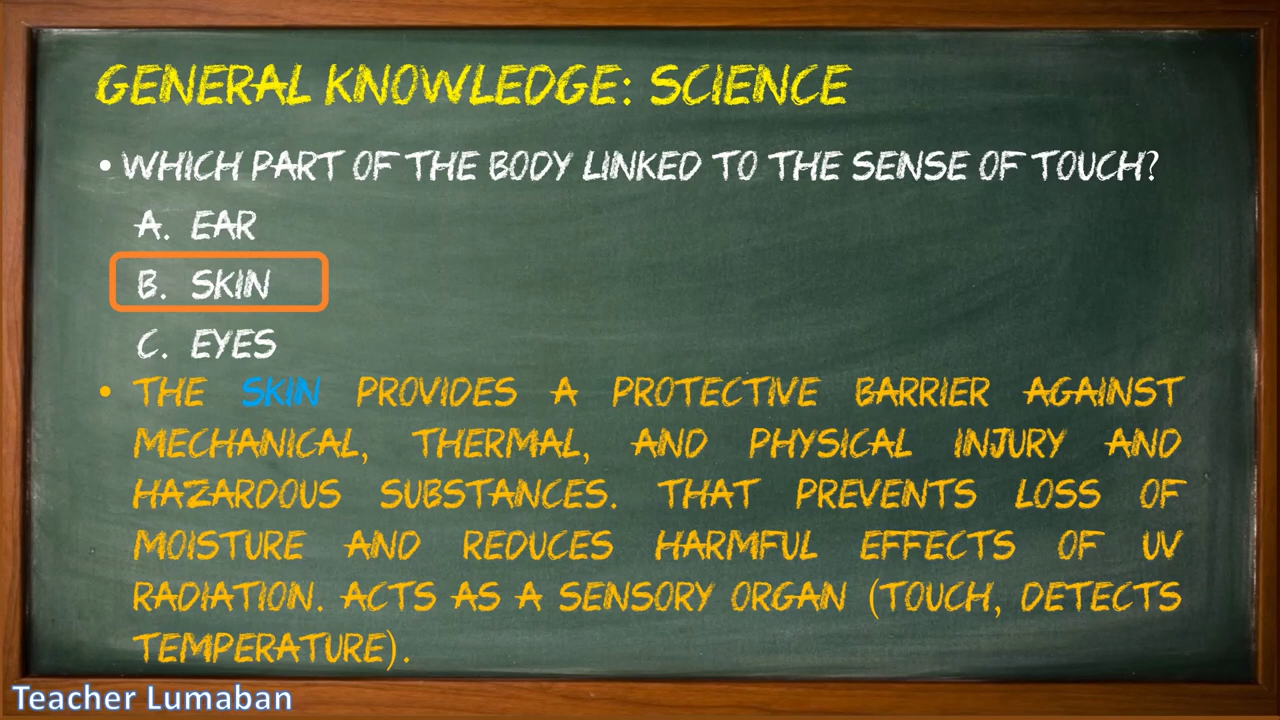 GENERAL KNOWLEDGE: SCIENCE
• WHICH PART OF THE BODY LINKED TO THE SENSE OF TOUCH?
A. EAR
B. SKIN
C. EYES
• THE SKIN PROVIDES A PROTECTIVE BARRIER AGAINST
MECHANICAL, THERMAL, AND PHYSICAL INJURY AND
HAZARDOUS SUBSTANCES. THAT PREVENTS LOSS OF
MOISTURE AND REDUCES HARMFUL EFFECTS OF UV
RADIATION. ACTS AS A SENSORY ORGAN (TOUCH, DETECTS
TEMPERATURE).
Teacher Lumaban